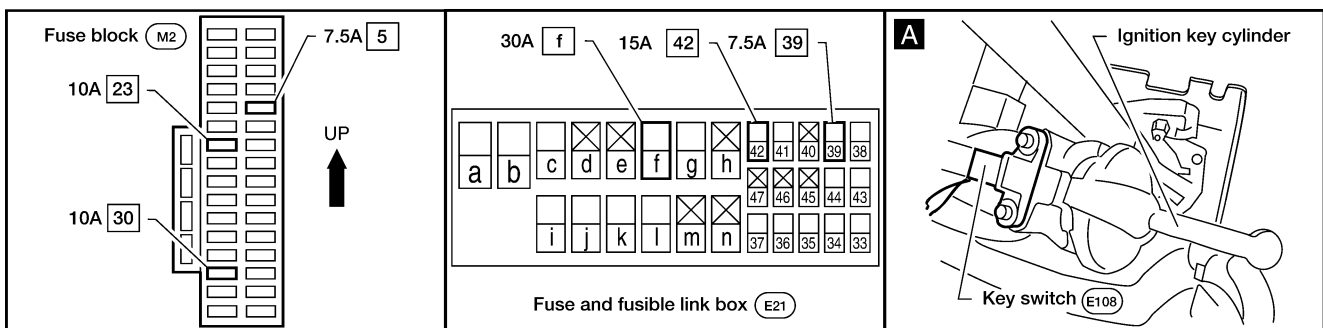 Fuse block M2
7.5A 5
10A 23
UP
10A 30
30A f
15A 42
7.5A 39
a b c d e f g h
42 41 40 39 38
47 46 45 44 43
i j k l m n
37 36 35 34 33
Fuse and fusible link box E21
A
Ignition key cylinder
Key switch E108